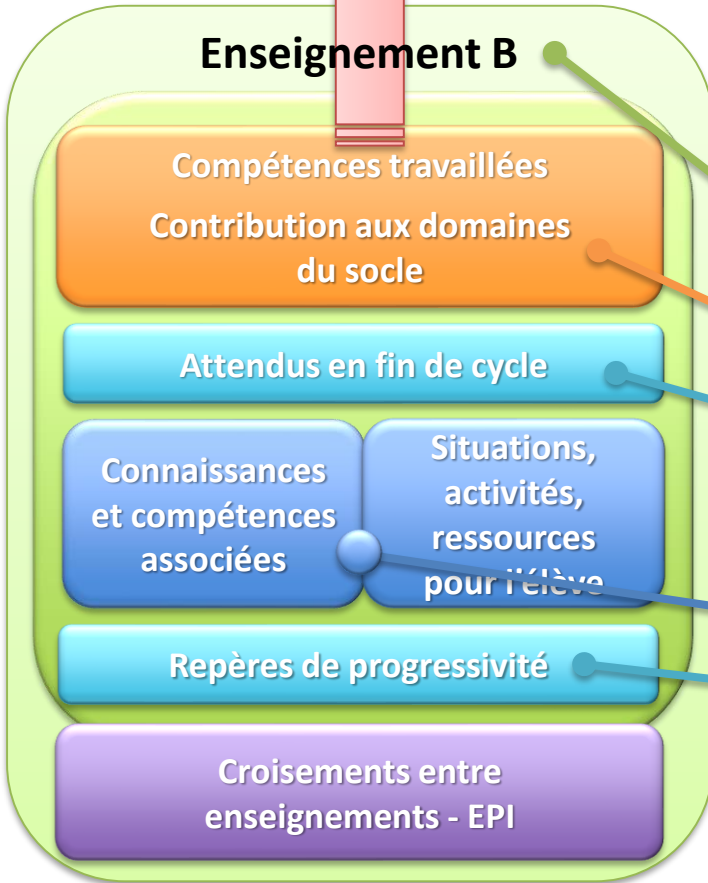 Enseignement B
Compétences travaillées
Contribution aux domaines
du socle
Attendus en fin de cycle
Connaissances
et compétences
associées
Situations,
activités,
ressources
pour l'élève
Repères de progressivité
Croisements entre
enseignements - EPI